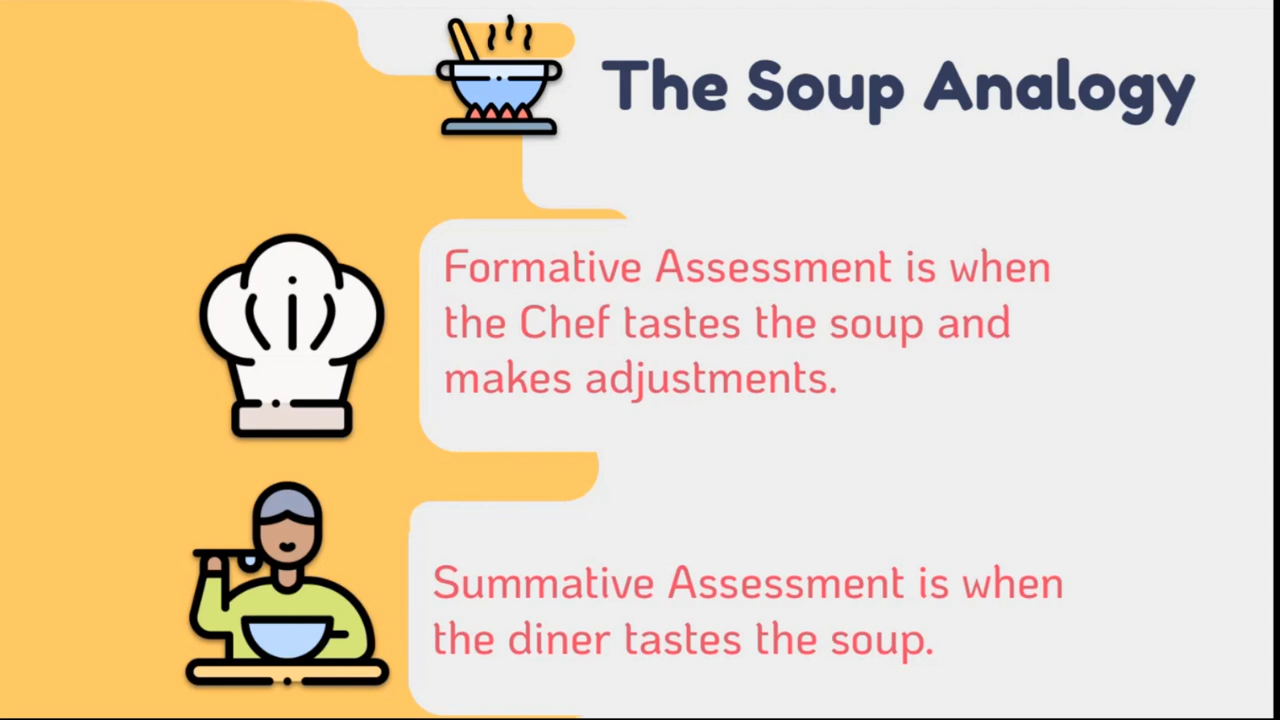 The Soup Analogy
Formative Assessment is when
the Chef tastes the soup and
makes adjustments.
Summative Assessment is when
the diner tastes the soup.